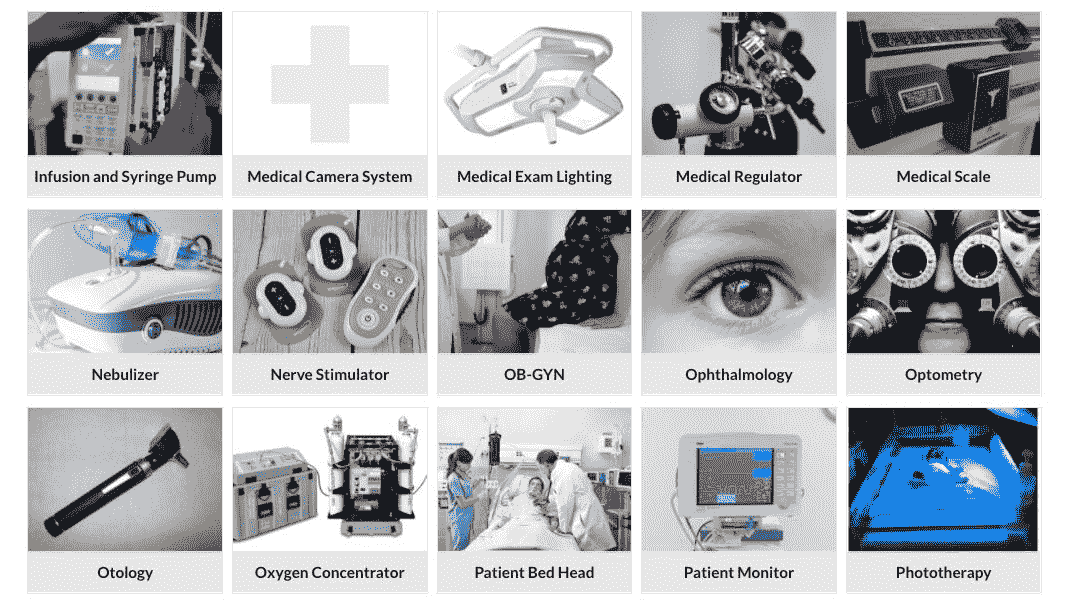 Infusion and Syringe Pump
Medical Camera System
Medical Exam Lighting
Medical Regulator
Medical Scale
Nebulizer
Nerve Stimulator
OB-GYN
Ophthalmology
Optometry
Otology
Oxygen Concentrator
Patient Bed Head
Patient Monitor
Phototherapy